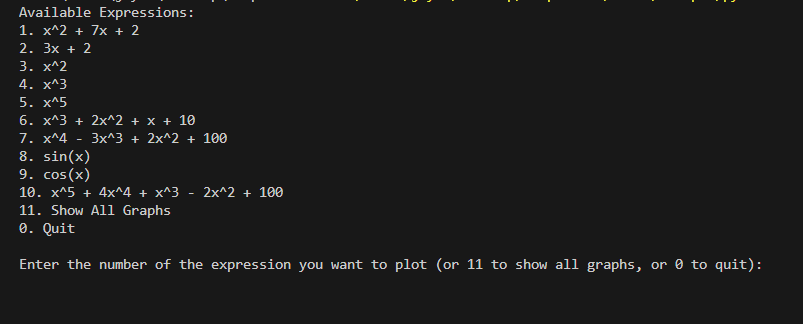 Available Expressions:
1. x^2 + 7x + 2
2. 3x + 2
3. x^2
4. x^3
5. x^5
6. x^3 + 2x^2 + x + 10
7. x^4 - 3x^3 + 2x^2 + 100
8. sin(x)
9. cos(x)
10. x^5 + 4x^4 + x^3 - 2x^2 + 100
11. Show All Graphs
0. Quit
Enter the number of the expression you want to plot (or 11 to show all graphs, or 0 to quit):